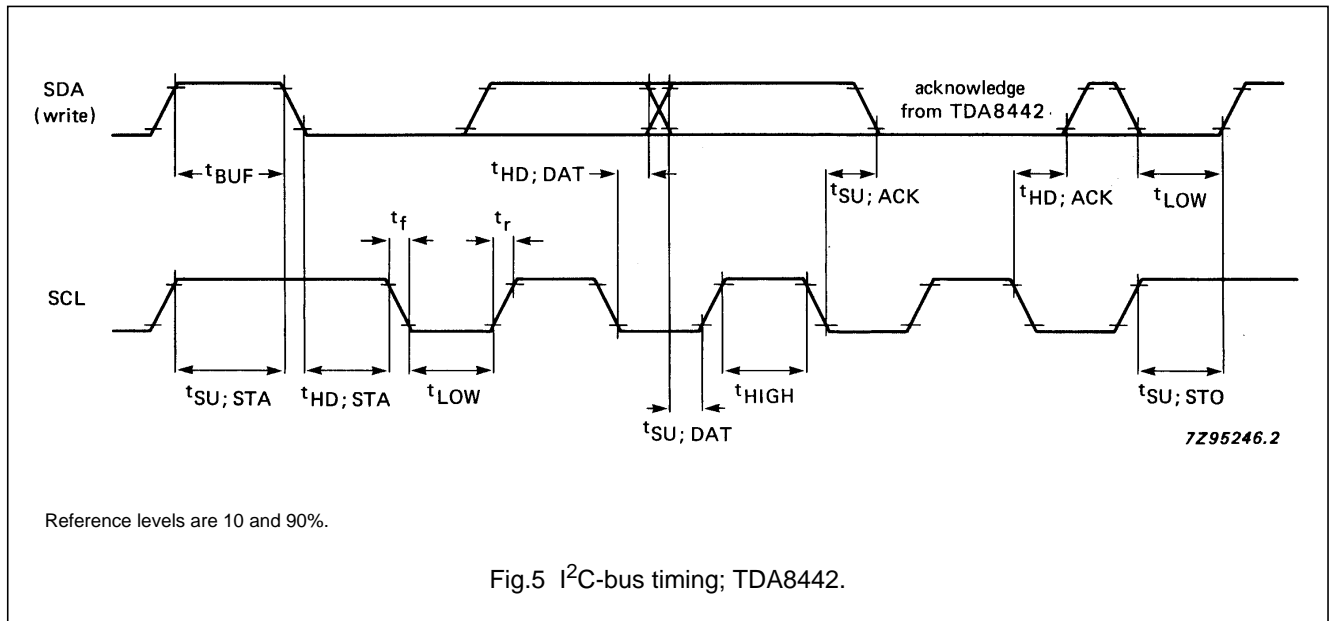 SDA
(write)
acknowledge
from TDA8442
tBUF
tHD; DAT
tSU; ACK
tHD; ACK
tLOW
tf
tr
SCL
tSU; STA
tHD; STA
tLOW
tSU; DAT
tHIGH
tSU; STO
7Z95246.2
Reference levels are 10 and 90%.
Fig.5 I²C-bus timing; TDA8442.